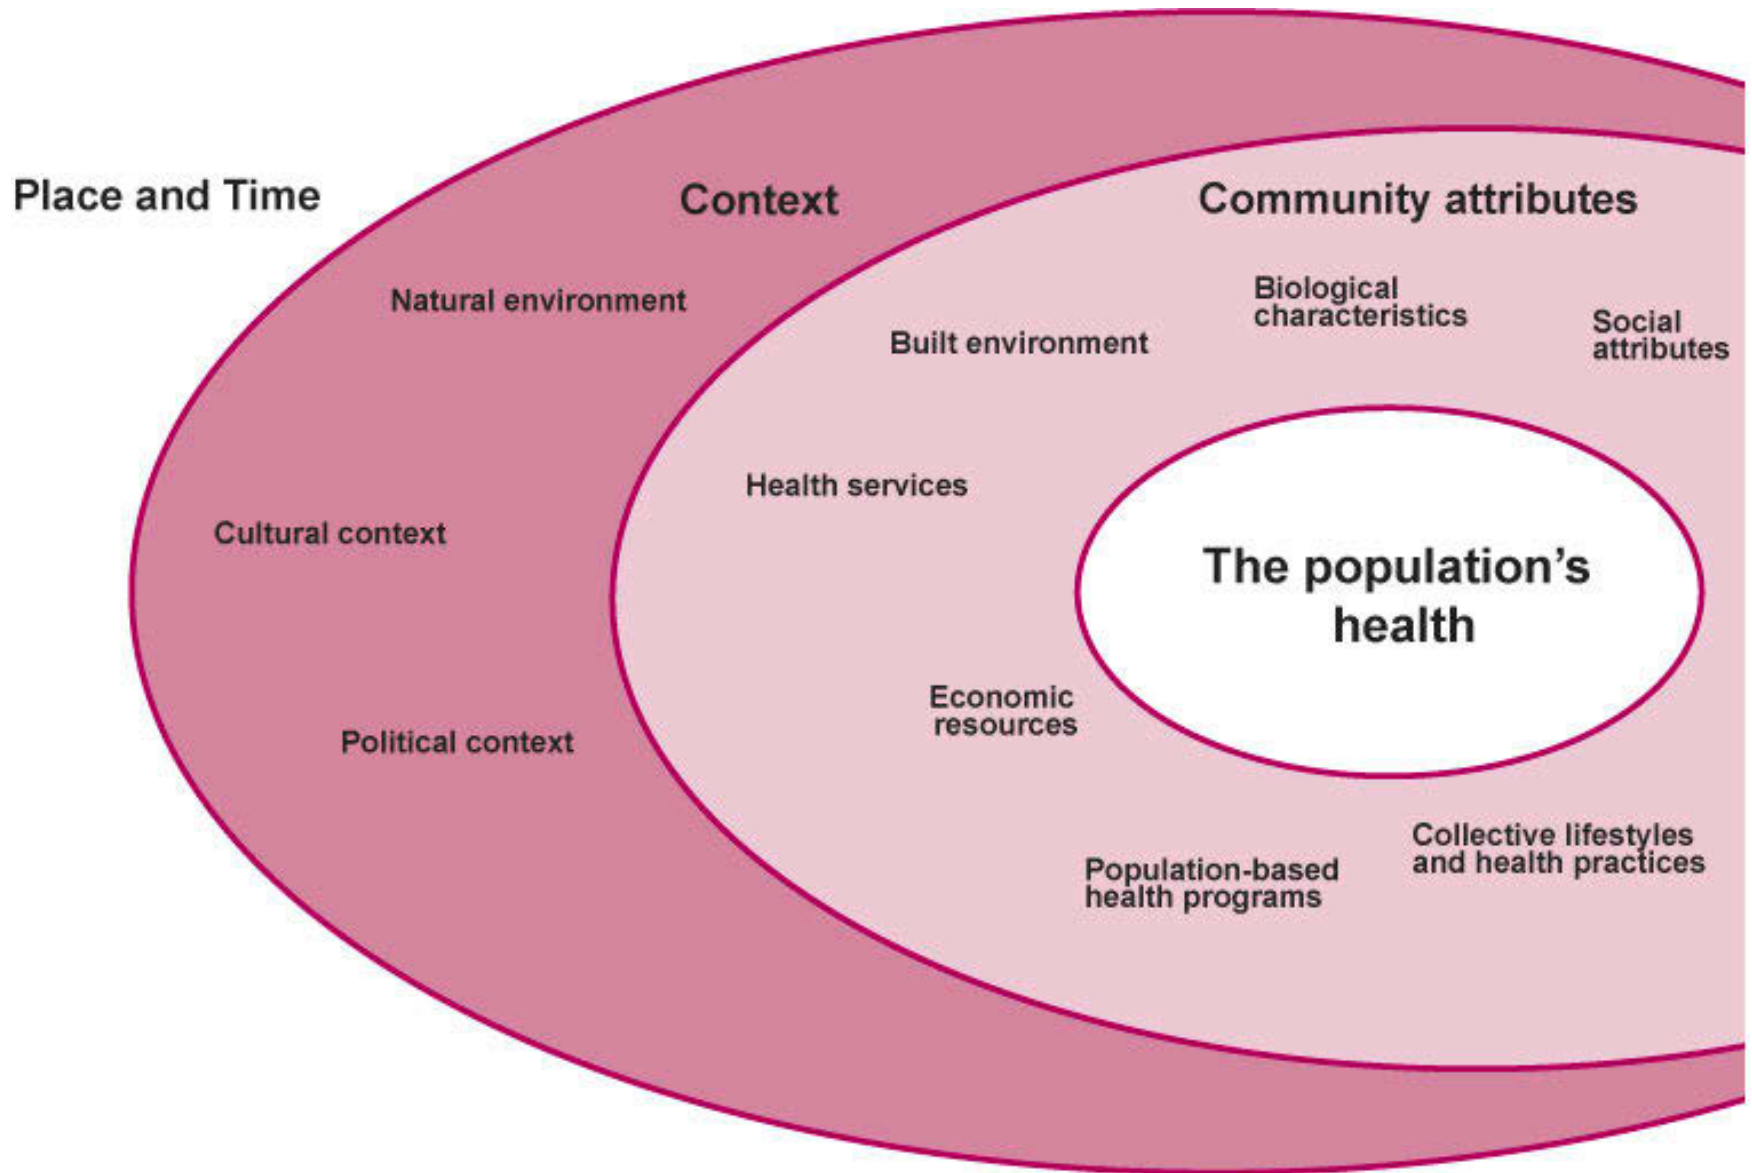 Place and Time
Context
Community attributes
Natural environment
Built environment
Biological
characteristics
Social
attributes
Health services
Cultural context
The population's
health
Economic
resources
Political context
Population-based
health programs
Collective lifestyles
and health practices